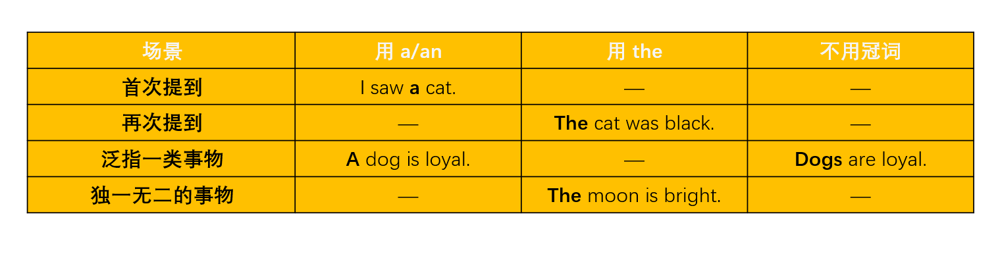 场景 用 a/an 用 the 不用冠词
首次提到 I saw a cat. — —
再次提到 — The cat was black. —
泛指一类事物 A dog is loyal. — Dogs are loyal.
独一无二的事物 — The moon is bright. —